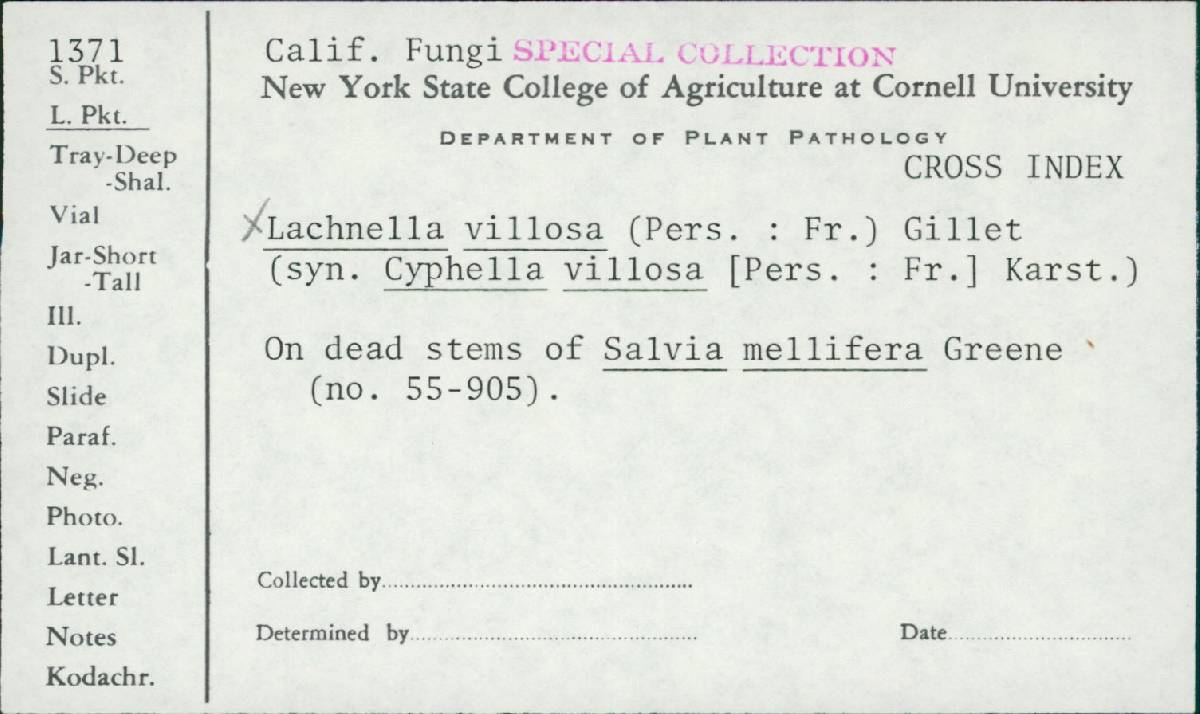 1371
S. Pkt.
L. Pkt.
Tray-Deep
-Shal.
Vial
Jar-Short
-Tall
Ill.
Dupl.
Slide
Paraf.
Neg.
Photo.
Lant. Sl.
Letter
Notes
Kodachr.
Calif. Fungi SPECIAL COLLECTION
New York State College of Agriculture at Cornell University
DEPARTMENT OF PLANT PATHOLOGY
CROSS INDEX
Lachnella villosa (Pers. : Fr.) Gillet
(syn. Cyphella villosa [Pers. : Fr.] Karst.)
On dead stems of Salvia mellifera Greene
(no. 55-905).
Collected by
Determined by
Date